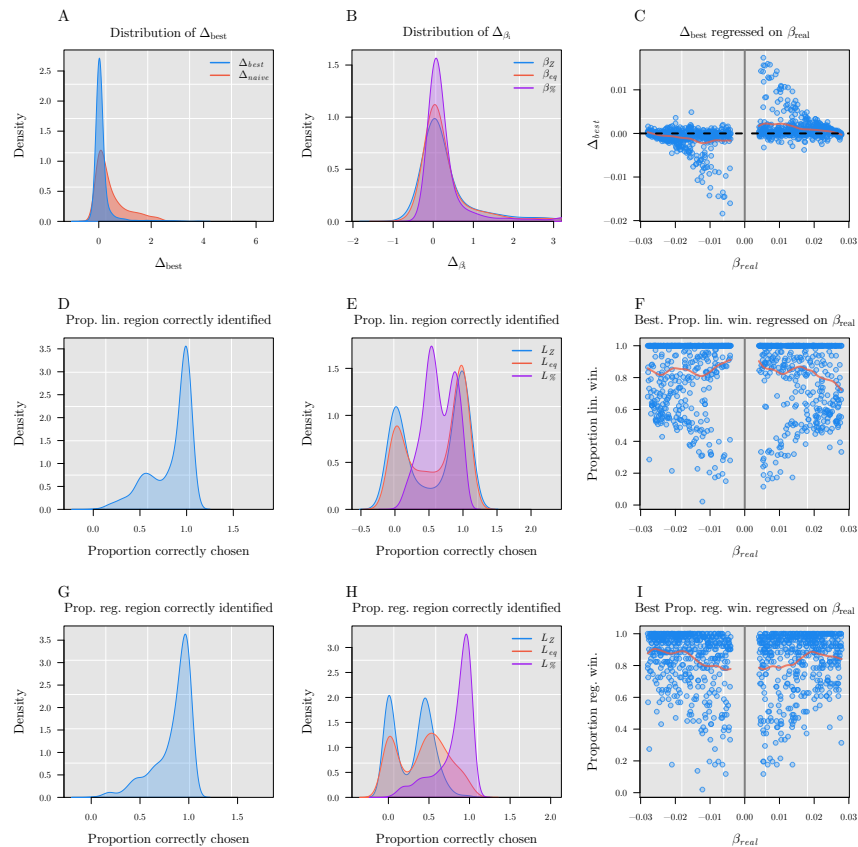 A
Distribution of Δbest
Density
0.0
0.5
1.0
1.5
2.0
2.5
0
2
4
6
Δbest
Δbest
Δnaive
B
Distribution of Δβi
Density
0.0
0.5
1.0
1.5
−2
−1
0
1
2
3
Δβi
βZ
βeq
β%
C
Δbest regressed on βreal
Δbest
0.01
0.00
−0.01
−0.02
−0.03
−0.02
−0.01
0.00
0.01
0.02
0.03
βreal
D
Prop. lin. region correctly identified
Density
0.0
0.5
1.0
1.5
2.0
2.5
3.0
3.5
0.0
0.5
1.0
1.5
Proportion correctly chosen
E
Prop. lin. region correctly identified
Density
0.0
0.5
1.0
1.5
−0.5
0.0
0.5
1.0
1.5
2.0
Proportion correctly chosen
LZ
Leq
L%
F
Best. Prop. lin. win. regressed on βreal
Proportion lin. win.
0.0
0.2
0.4
0.6
0.8
1.0
−0.03
−0.02
−0.01
0.00
0.01
0.02
0.03
βreal
G
Prop. reg. region correctly identified
Density
0.0
0.5
1.0
1.5
2.0
2.5
3.0
3.5
0.0
0.5
1.0
1.5
Proportion correctly chosen
H
Prop. reg. region correctly identified
Density
0.0
0.5
1.0
1.5
2.0
2.5
3.0
0.0
0.5
1.0
1.5
2.0
Proportion correctly chosen
LZ
Leq
L%
I
Best Prop. reg. win. regressed on βreal
Proportion reg. win.
0.0
0.2
0.4
0.6
0.8
1.0
−0.03
−0.02
−0.01
0.00
0.01
0.02
0.03
βreal